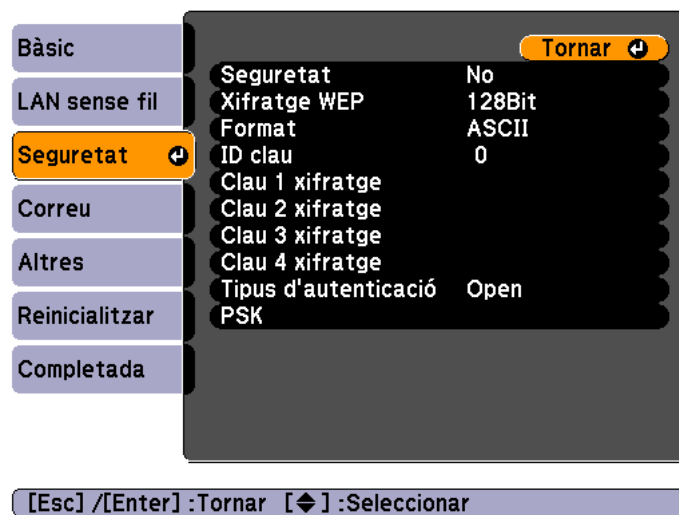 Bàsic
LAN sense fil
Seguretat
Correu
Altres
Reinicialitzar
Completada
Tornar
Seguretat No
Xifratge WEP 128Bit
Format ASCII
ID clau 0
Clau 1 xifratge
Clau 2 xifratge
Clau 3 xifratge
Clau 4 xifratge
Tipus d'autenticació Open
PSK
[Esc] /[Enter] :Tornar [◆] :Seleccionar